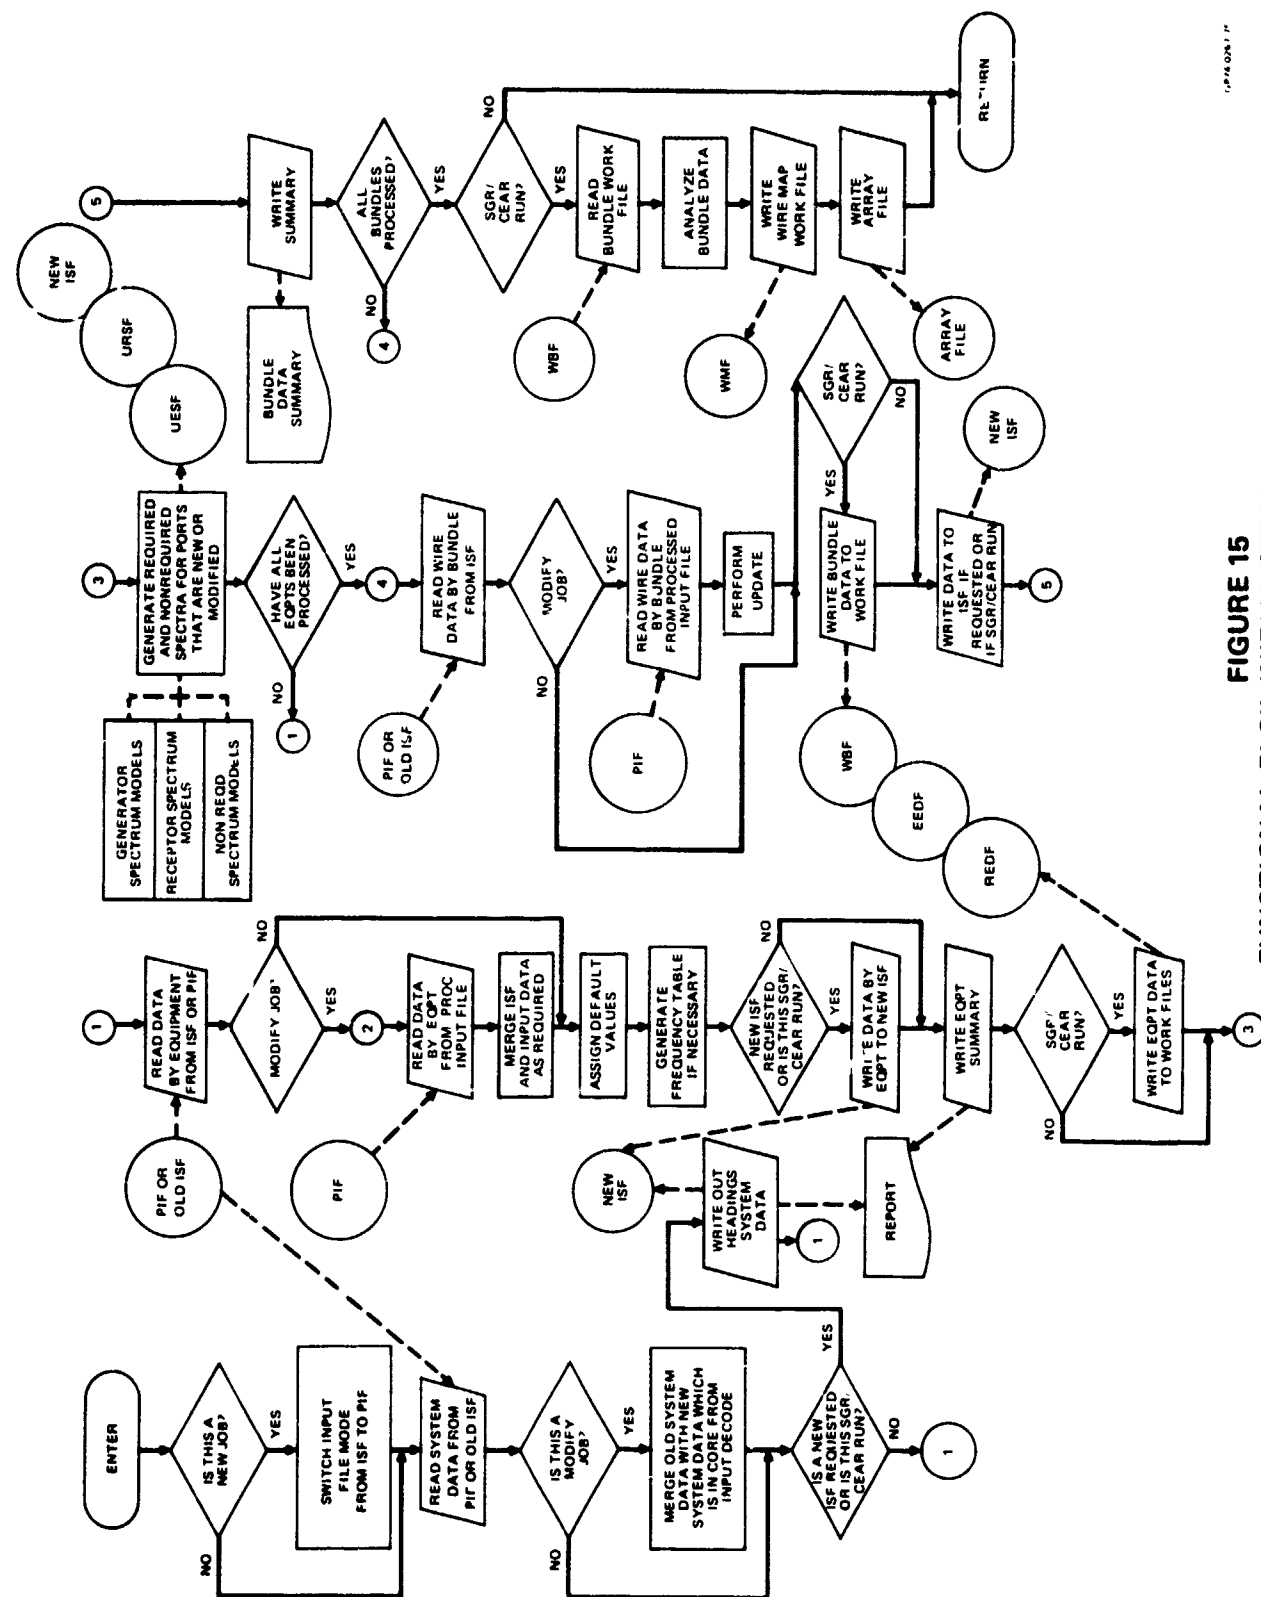 ENTER
IS THIS A
NEW JOB?
YES
NO
SWITCH INPUT
FILE MODE
FROM ISF TO PIF
READ SYSTEM
DATA FROM
PIF OR OLD ISF
IS THIS A
MODIFY
JOB?
YES
NO
MERGE OLD SYSTEM
DATA WITH NEW
SYSTEM DATA WHICH
IS IN CORE FROM
INPUT DECODE
IS A NEW
ISF REQUESTED
OR IS THIS SGR/
CEAR RUN?
YES
NO
1
WRITE OUT
HEADINGS
SYSTEM
DATA
1
NEW
ISF
REPORT
PIF OR
OLD ISF
PIF
1
READ DATA
BY EQUIPMENT
FROM ISF OR PIF
MODIFY JOB?
NO
YES
2
READ DATA
BY EQPT
FROM PROC
INPUT FILE
MERGE ISF
AND INPUT DATA
AS REQUIRED
ASSIGN DEFAULT
VALUES
GENERATE
FREQUENCY TABLE
IF NECESSARY
NEW ISF
REQUESTED
OR IS THIS SGR/
CEAR RUN?
NO
YES
WRITE DATA BY
EQPT TO NEW ISF
WRITE EQPT
SUMMARY
SGR/
CEAR
RUN?
YES
NO
WRITE EQPT DATA
TO WORK FILES
3
WBF
EEDF
REDF
GENERATOR
SPECTRUM MODELS
RECEPTOR SPECTRUM
MODELS
NON REQD
SPECTRUM MODELS
3
GENERATE REQUIRED
AND NONREQUIRED
SPECTRA FOR PORTS
THAT ARE NEW OR
MODIFIED
UESF
URSF
NEW
ISF
HAVE ALL
EQPTS BEEN
PROCESSED?
NO
1
YES
4
PIF OR
OLD ISF
READ WIRE
DATA BY BUNDLE
FROM ISF
MODIFY
JOB?
NO
YES
PIF
READ WIRE DATA
BY BUNDLE
FROM PROCESSED
INPUT FILE
PERFORM
UPDATE
SGR/
CEAR
RUN?
YES
NO
WRITE BUNDLE
DATA TO
WORK FILE
WRITE DATA TO
ISF IF
REQUESTED OR
IF SGR/CEAR RUN
NEW
ISF
5
5
WRITE
SUMMARY
BUNDLE
DATA
SUMMARY
ALL
BUNDLES
PROCESSED?
NO
4
YES
SGR/
CEAR
RUN?
NO
YES
WBF
READ
BUNDLE WORK
FILE
ANALYZE
BUNDLE DATA
WRITE
WIRE MAP
WORK FILE
WMF
WRITE
ARRAY
FILE
ARRAY
FILE
RETURN
FIGURE 15